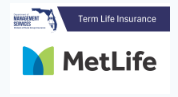 MANAGEMENT
SERVICES
Term Life Insurance
MetLife